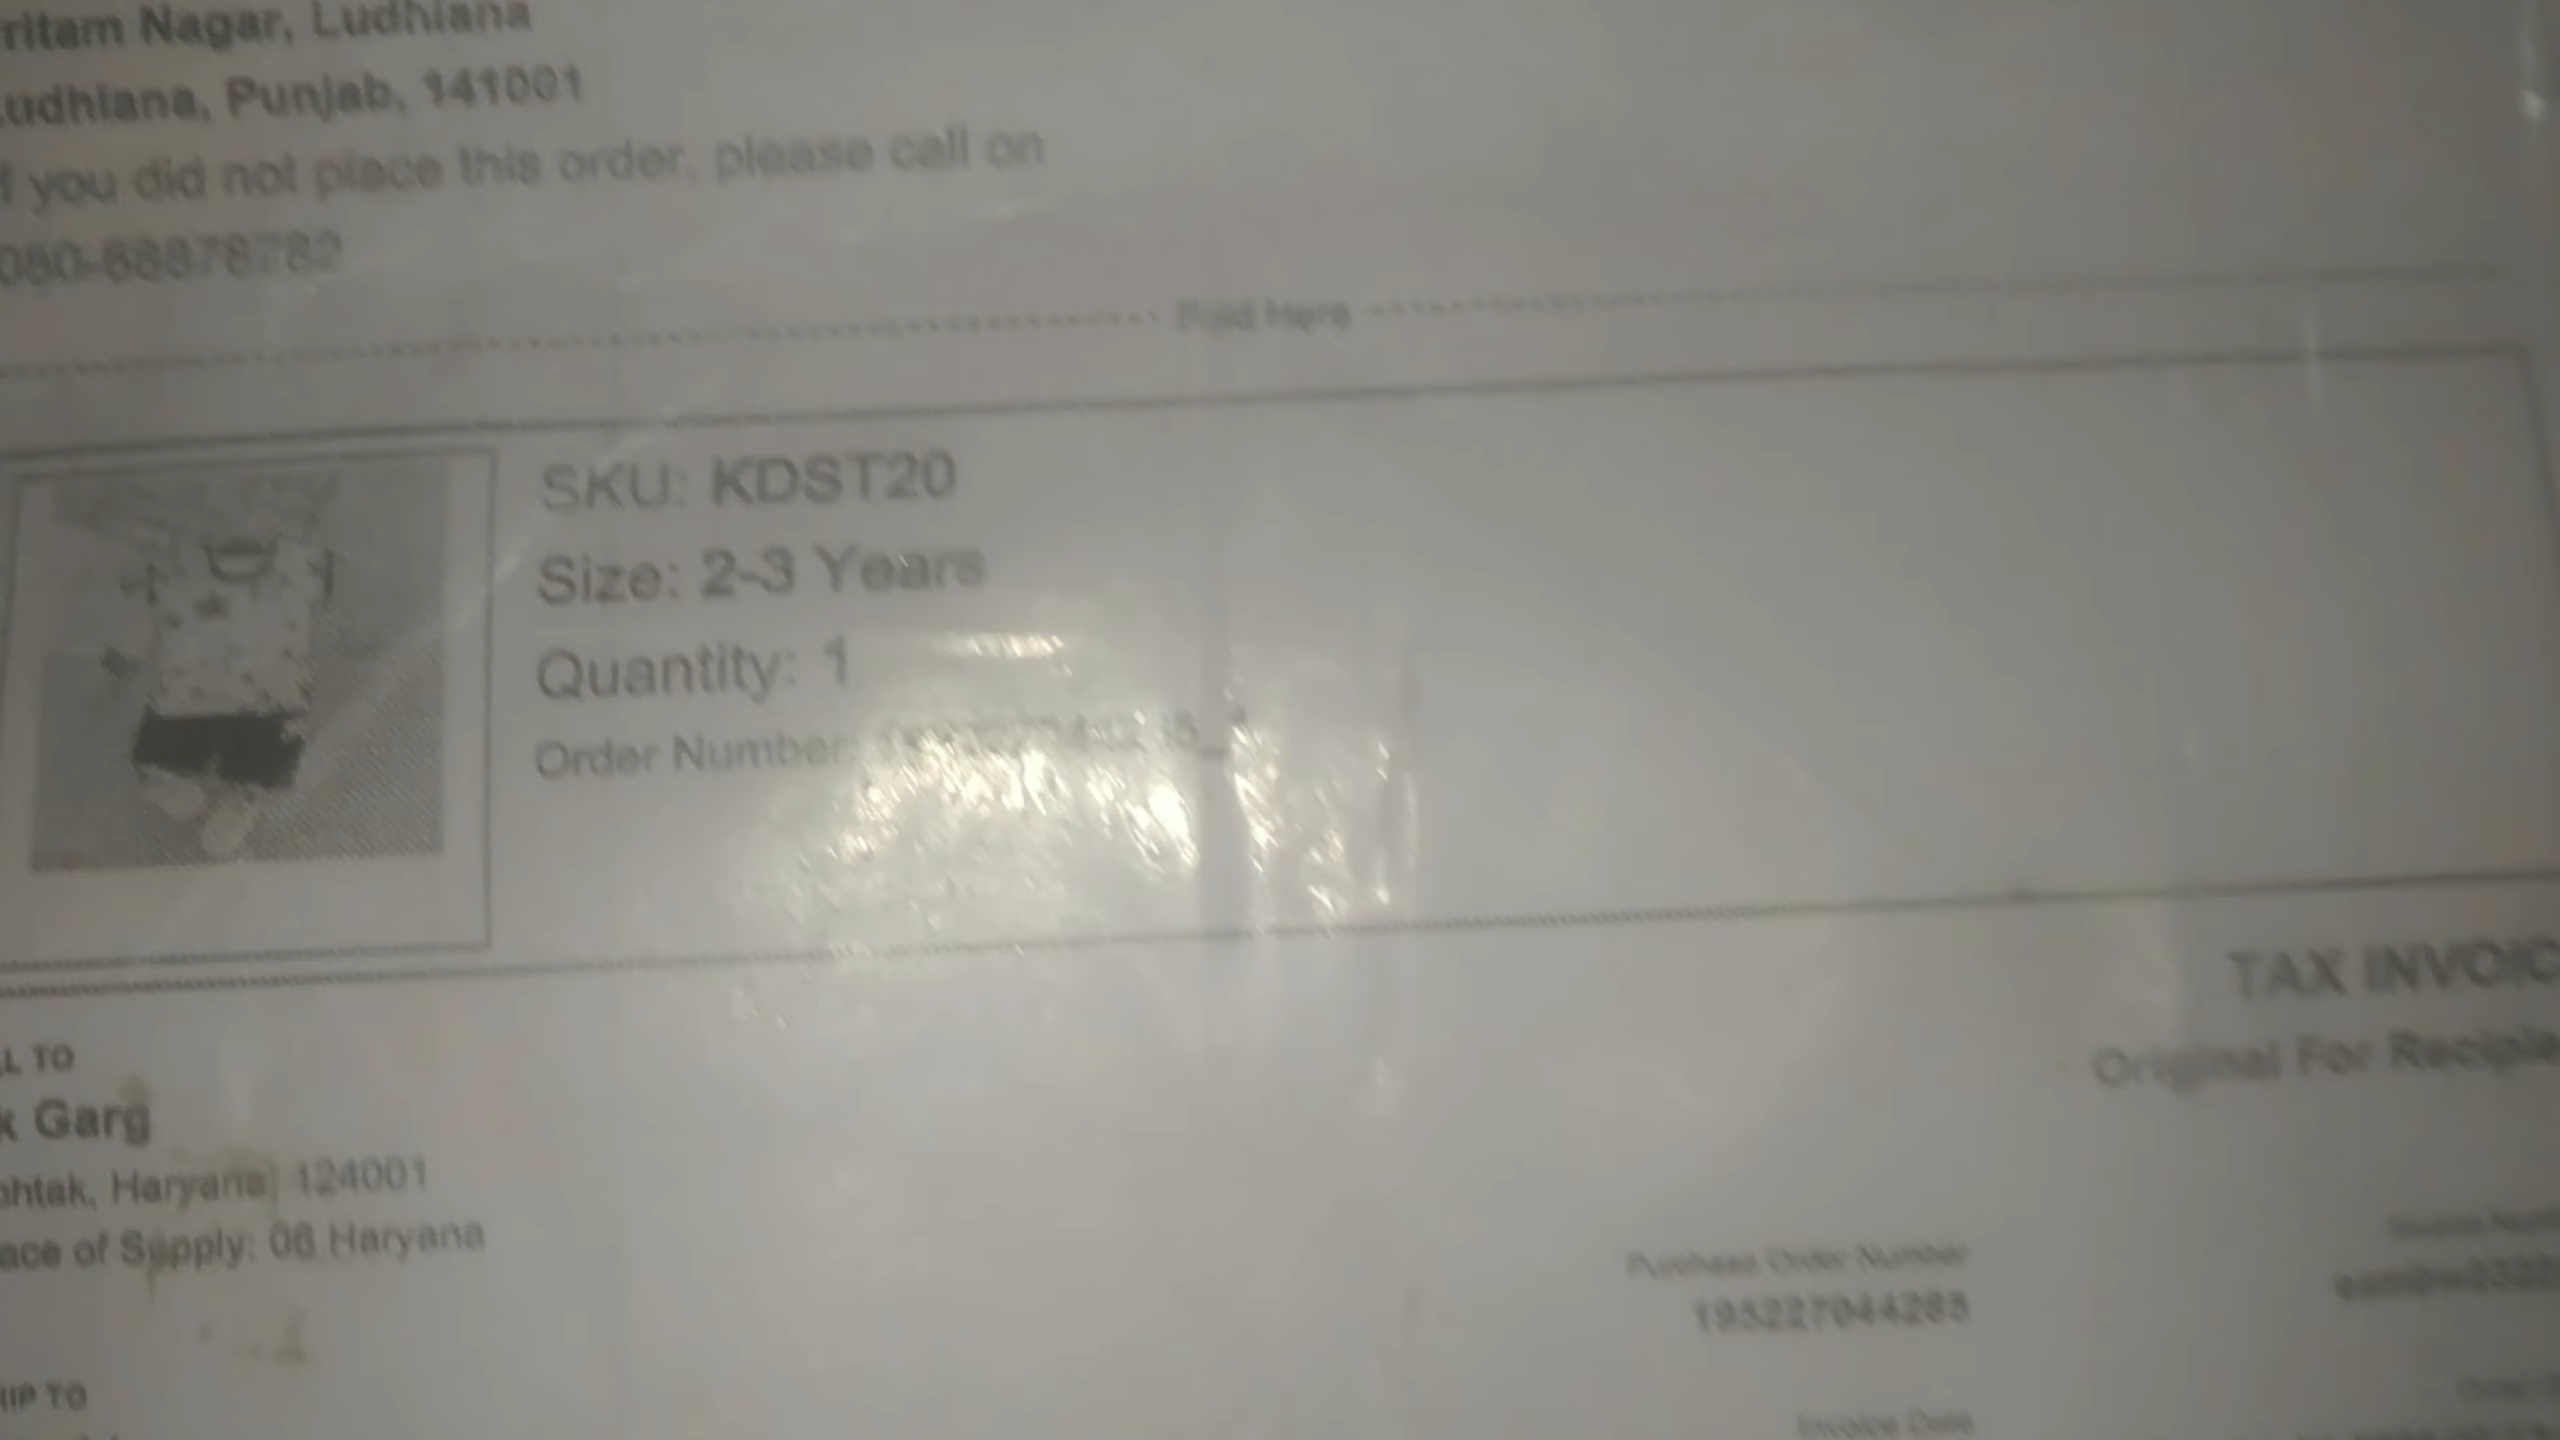 ritam Nagar, Ludhiana
udhiana, Punjab, 141001
f you did not place this order, please call on
080-68878782
Fold Here
SKU: KDST20
Size: 2-3 Years
Quantity: 1
Order Number:
TAX INVOIC
Original For Recipie
L TO
k Garg
ohtak, Haryana, 124001
ace of Supply: 06 Haryana
Purchase Order Number
195227044285
HIP TO
Invoice Date